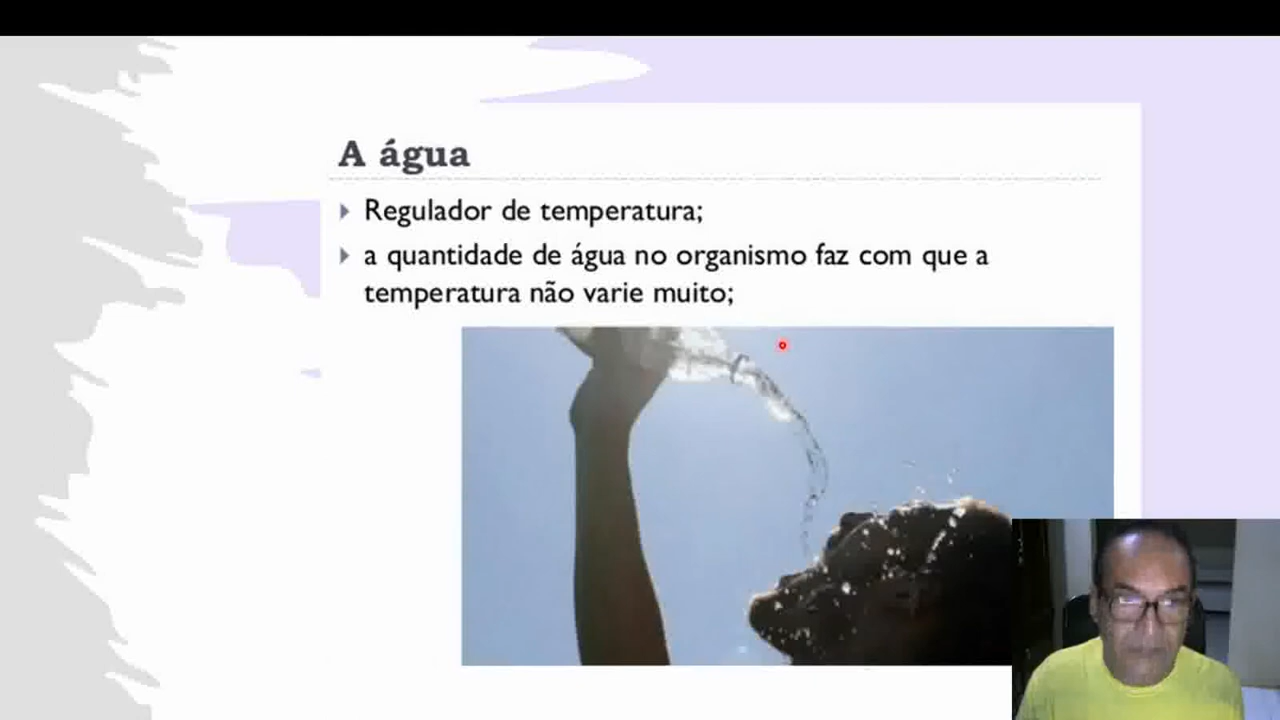 A água
Regulador de temperatura;
a quantidade de água no organismo faz com que a
temperatura não varie muito;